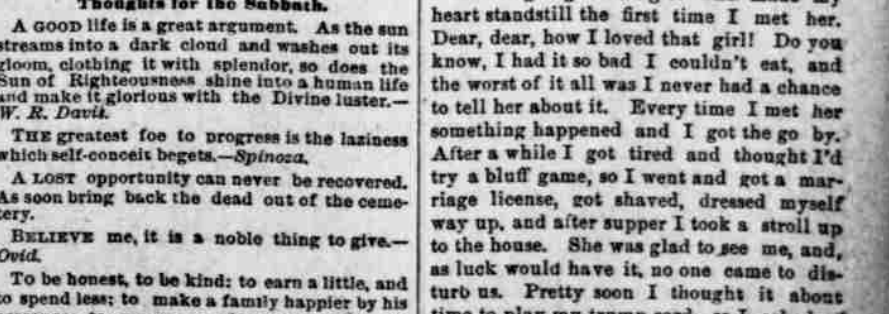 Thoughts for the Sabbath.
A GOOD life is a great argument. As the sun
streams into a dark cloud and washes out its
gloom, clothing it with splendor, so does the
Sun of Righteousness shine into a human life
and make it glorious with the Divine luster.—
W. R. Davis.
THE greatest foe to progress is the laziness
which self-conceit begets.—Spinoza.
A LOST opportunity can never be recovered.
As soon bring back the dead out of the ceme-
tery.
BELIEVE me, it is a noble thing to give.—
Ovid.
To be honest, to be kind: to earn a little, and
to spend less; to make a family happier by his
heart standstill the first time I met her.
Dear, dear, how I loved that girl! Do you
know, I had it so bad I couldn't eat, and
the worst of it all was I never had a chance
to tell her about it. Every time I met her
something happened and I got the go by.
After a while I got tired and thought I'd
try a bluff game, so I went and got a mar-
riage license, got shaved, dressed myself
way up, and after supper I took a stroll up
to the house. She was glad to see me, and,
as luck would have it, no one came to dis-
turb us. Pretty soon I thought it about
time to play my trump card, so I